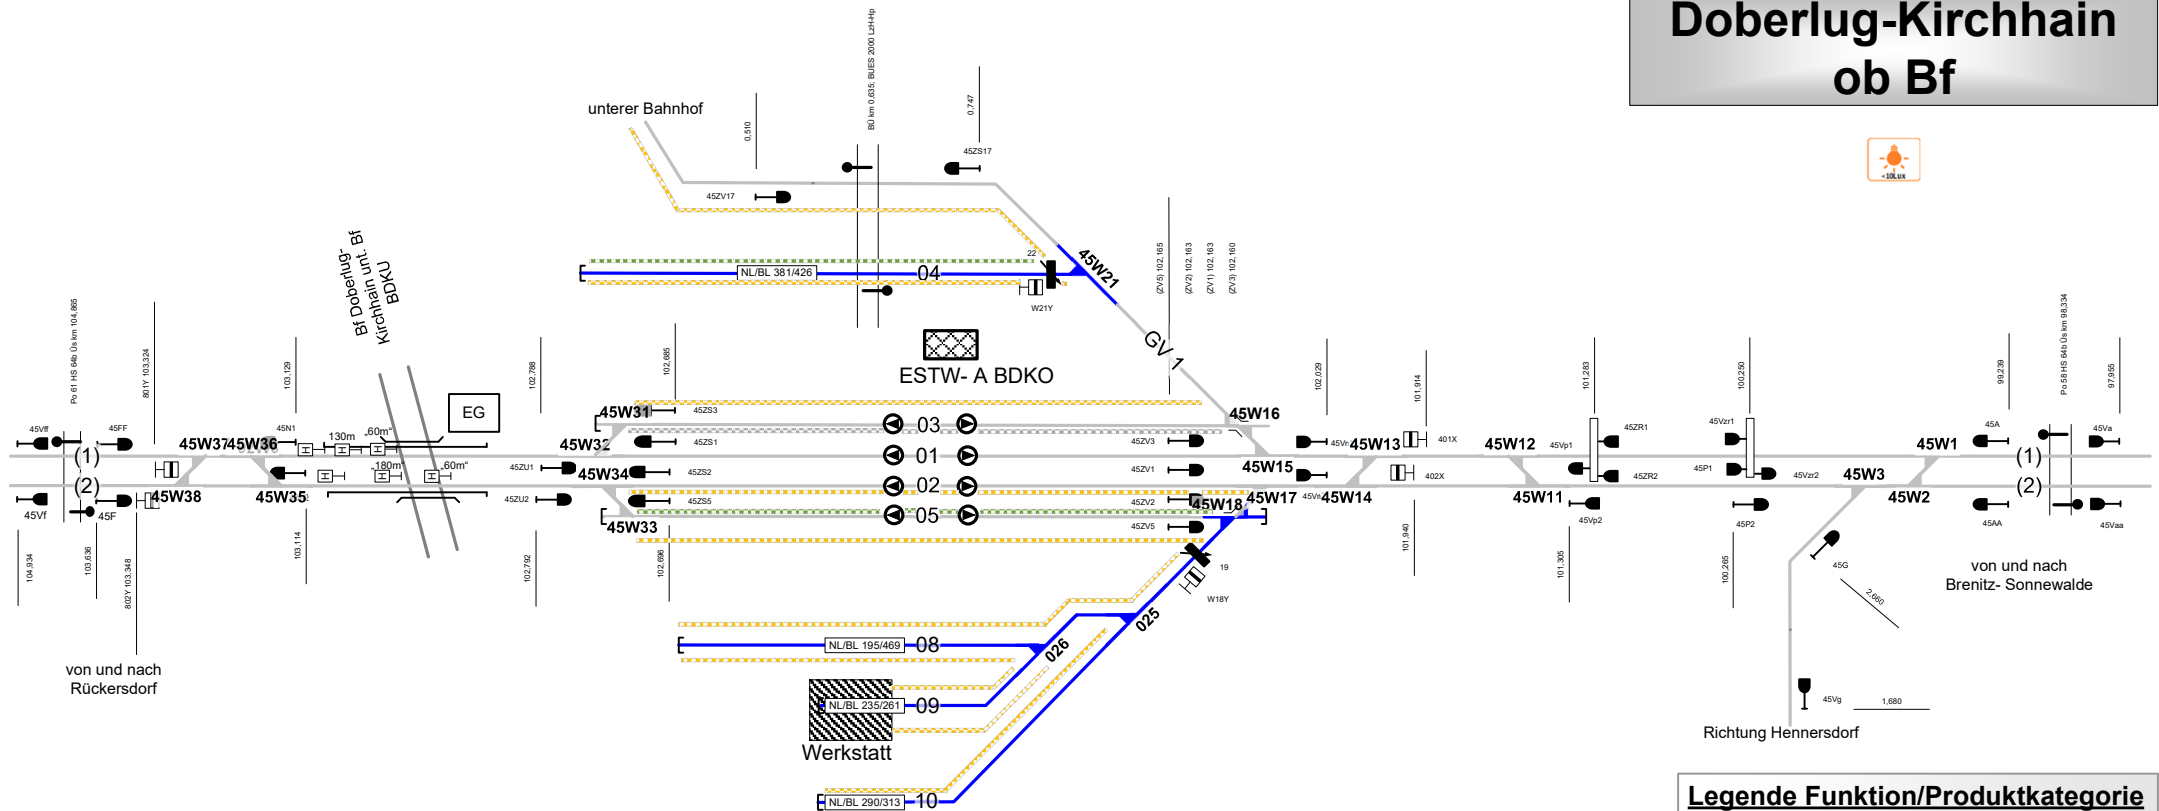 Doberlug-Kirchhain
ob Bf
<10Lux
unterer Bahnhof
0,510
BÜ km 0,635; BUES 2000 LzH-Hp
0,747
45ZS17
45ZV17
22
NL/BL 381/426
04
W21Y
45W21
GV 1
(ZV5) 102,165
(ZV2) 102,163
(ZV1) 102,163
(ZV3) 102,160
ESTW- A BDKO
Bf Doberlug-
Kirchhain unt. Bf
BDKU
EG
Po 61 HS 64b Üs km 104,865
801Y 103,324
103,129
102,788
102,685
102,029
101,914
101,283
100,250
99,239
Po 58 HS 64b Üs km 98,334
97,955
45Vff
45FF
45W37
45W36
45N1
130m
„60m“
45W32
45W31
45ZS3
45ZS1
03
45ZV3
45W16
45W13
401X
45W12
45Vp1
45ZR1
45Vzr1
45W1
45A
45Va
(1)
01
(1)
45ZU1
45W34
45ZS2
45ZV1
45W15
402X
45ZR2
45P1
45Vzr2
45W3
(2)
„180m“
„60m“
02
(2)
45Vf
45F
45W38
45W35
45ZU2
45ZS5
45ZV2
45W18
45W17
45W14
45W11
45Vp2
45P2
45W2
45AA
45Vaa
45W33
05
45ZV5
104,934
103,636
802Y 103,348
103,114
102,792
102,696
101,940
101,305
100,265
45G
2,660
von und nach
Brenitz- Sonnewalde
19
W18Y
025
026
NL/BL 195/469
08
von und nach
Rückersdorf
NL/BL 235/261
09
Werkstatt
45Vg
1,680
Richtung Hennersdorf
NL/BL 290/313
10
Legende Funktion/Produktkategorie